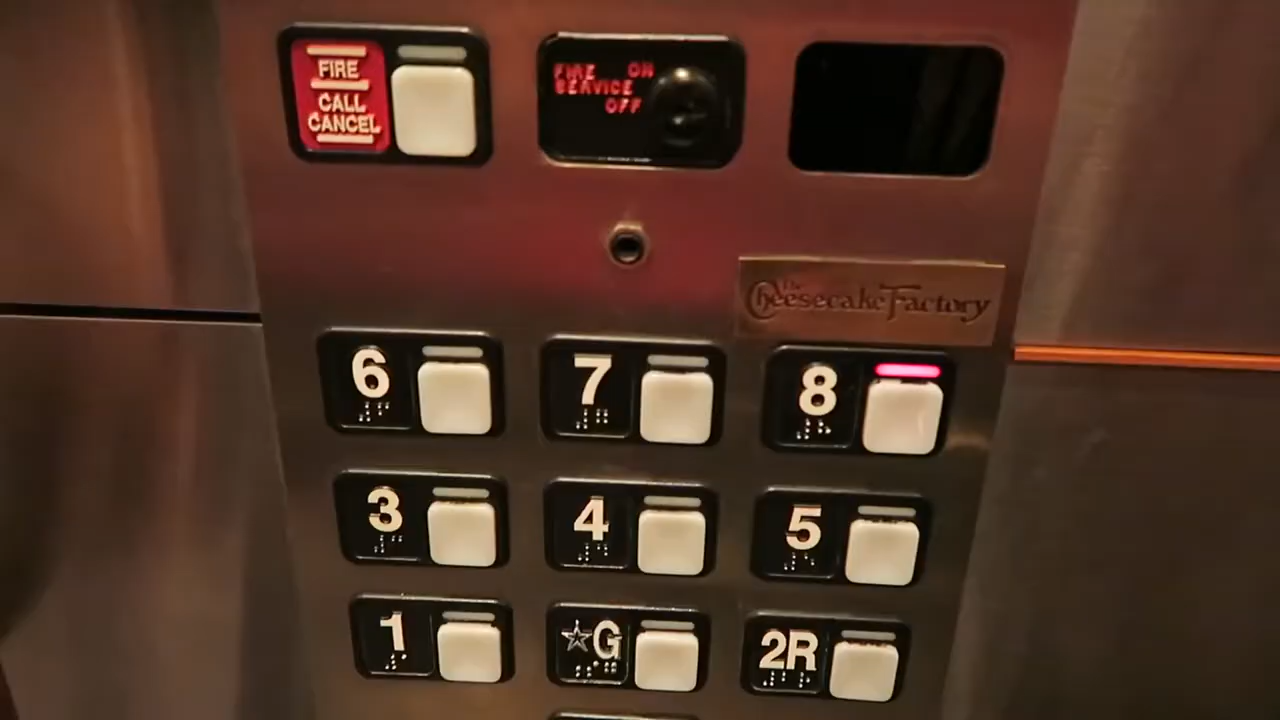 FIRE
CALL
CANCEL
FIRE ON
SERVICE
OFF
The
Cheesecake Factory
6
7
8
3
4
5
1
☆G
2R